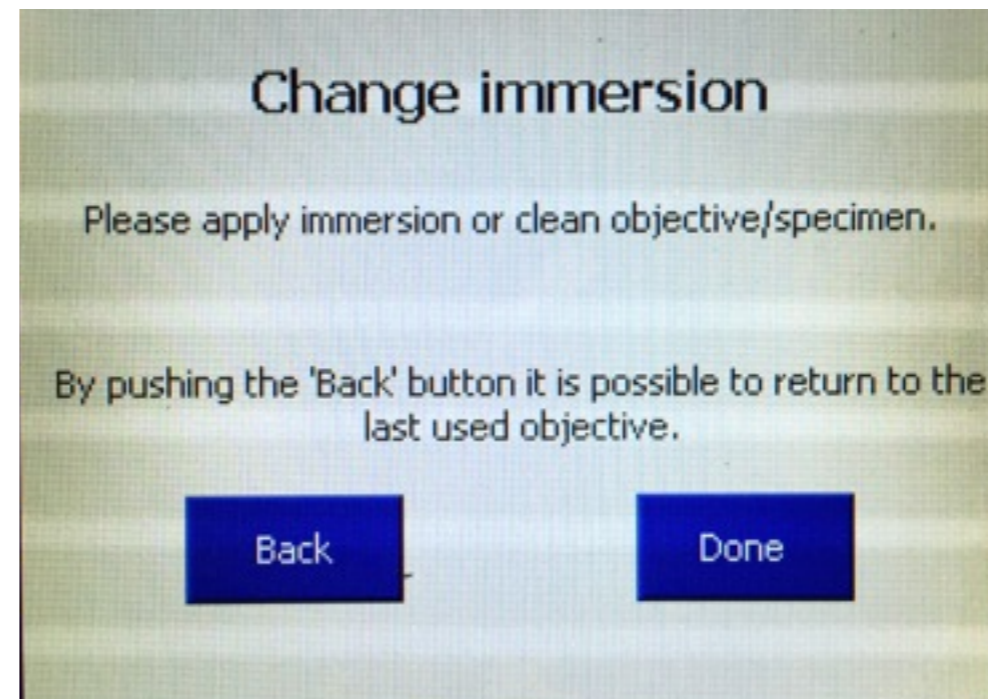 Change immersion
Please apply immersion or clean objective/specimen.
By pushing the 'Back' button it is possible to return to the
last used objective.
Back
Done